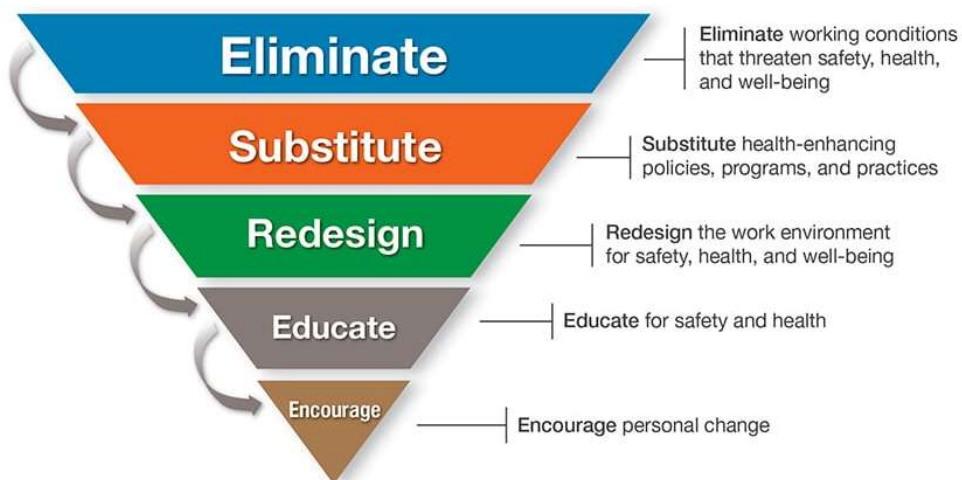 Eliminate
Eliminate working conditions
that threaten safety, health,
and well-being
Substitute
Substitute health-enhancing
policies, programs, and practices
Redesign
Redesign the work environment
for safety, health, and well-being
Educate
Educate for safety and health
Encourage
Encourage personal change